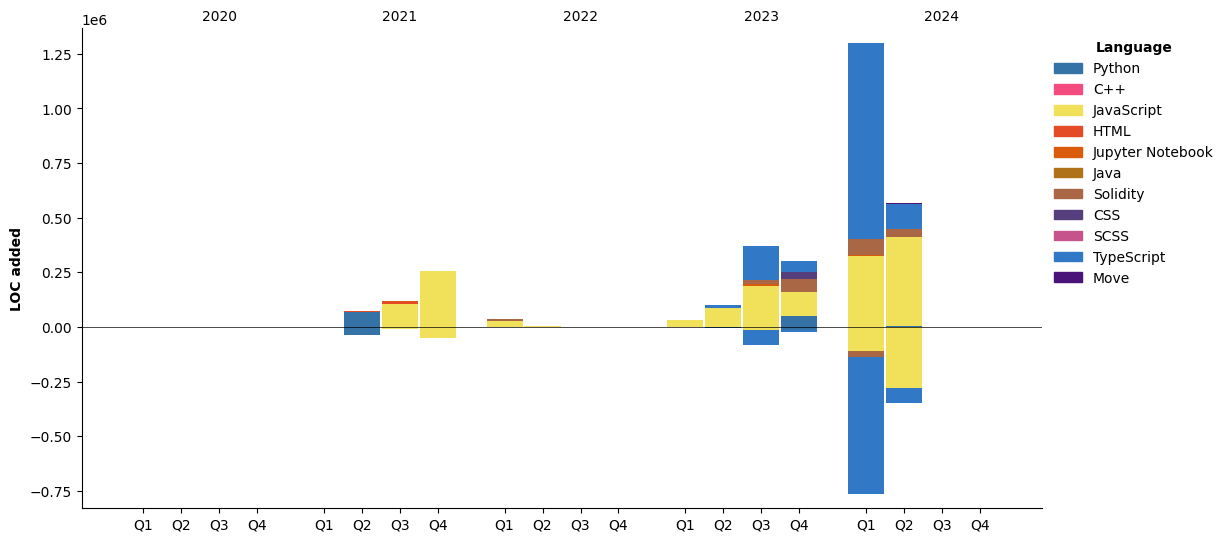 1e6
2020 2021 2022 2023 2024
LOC added
1.25
1.00
0.75
0.50
0.25
0.00
−0.25
−0.50
−0.75
Q1 Q2 Q3 Q4 Q1 Q2 Q3 Q4 Q1 Q2 Q3 Q4 Q1 Q2 Q3 Q4 Q1 Q2 Q3 Q4
Language
Python
C++
JavaScript
HTML
Jupyter Notebook
Java
Solidity
CSS
SCSS
TypeScript
Move